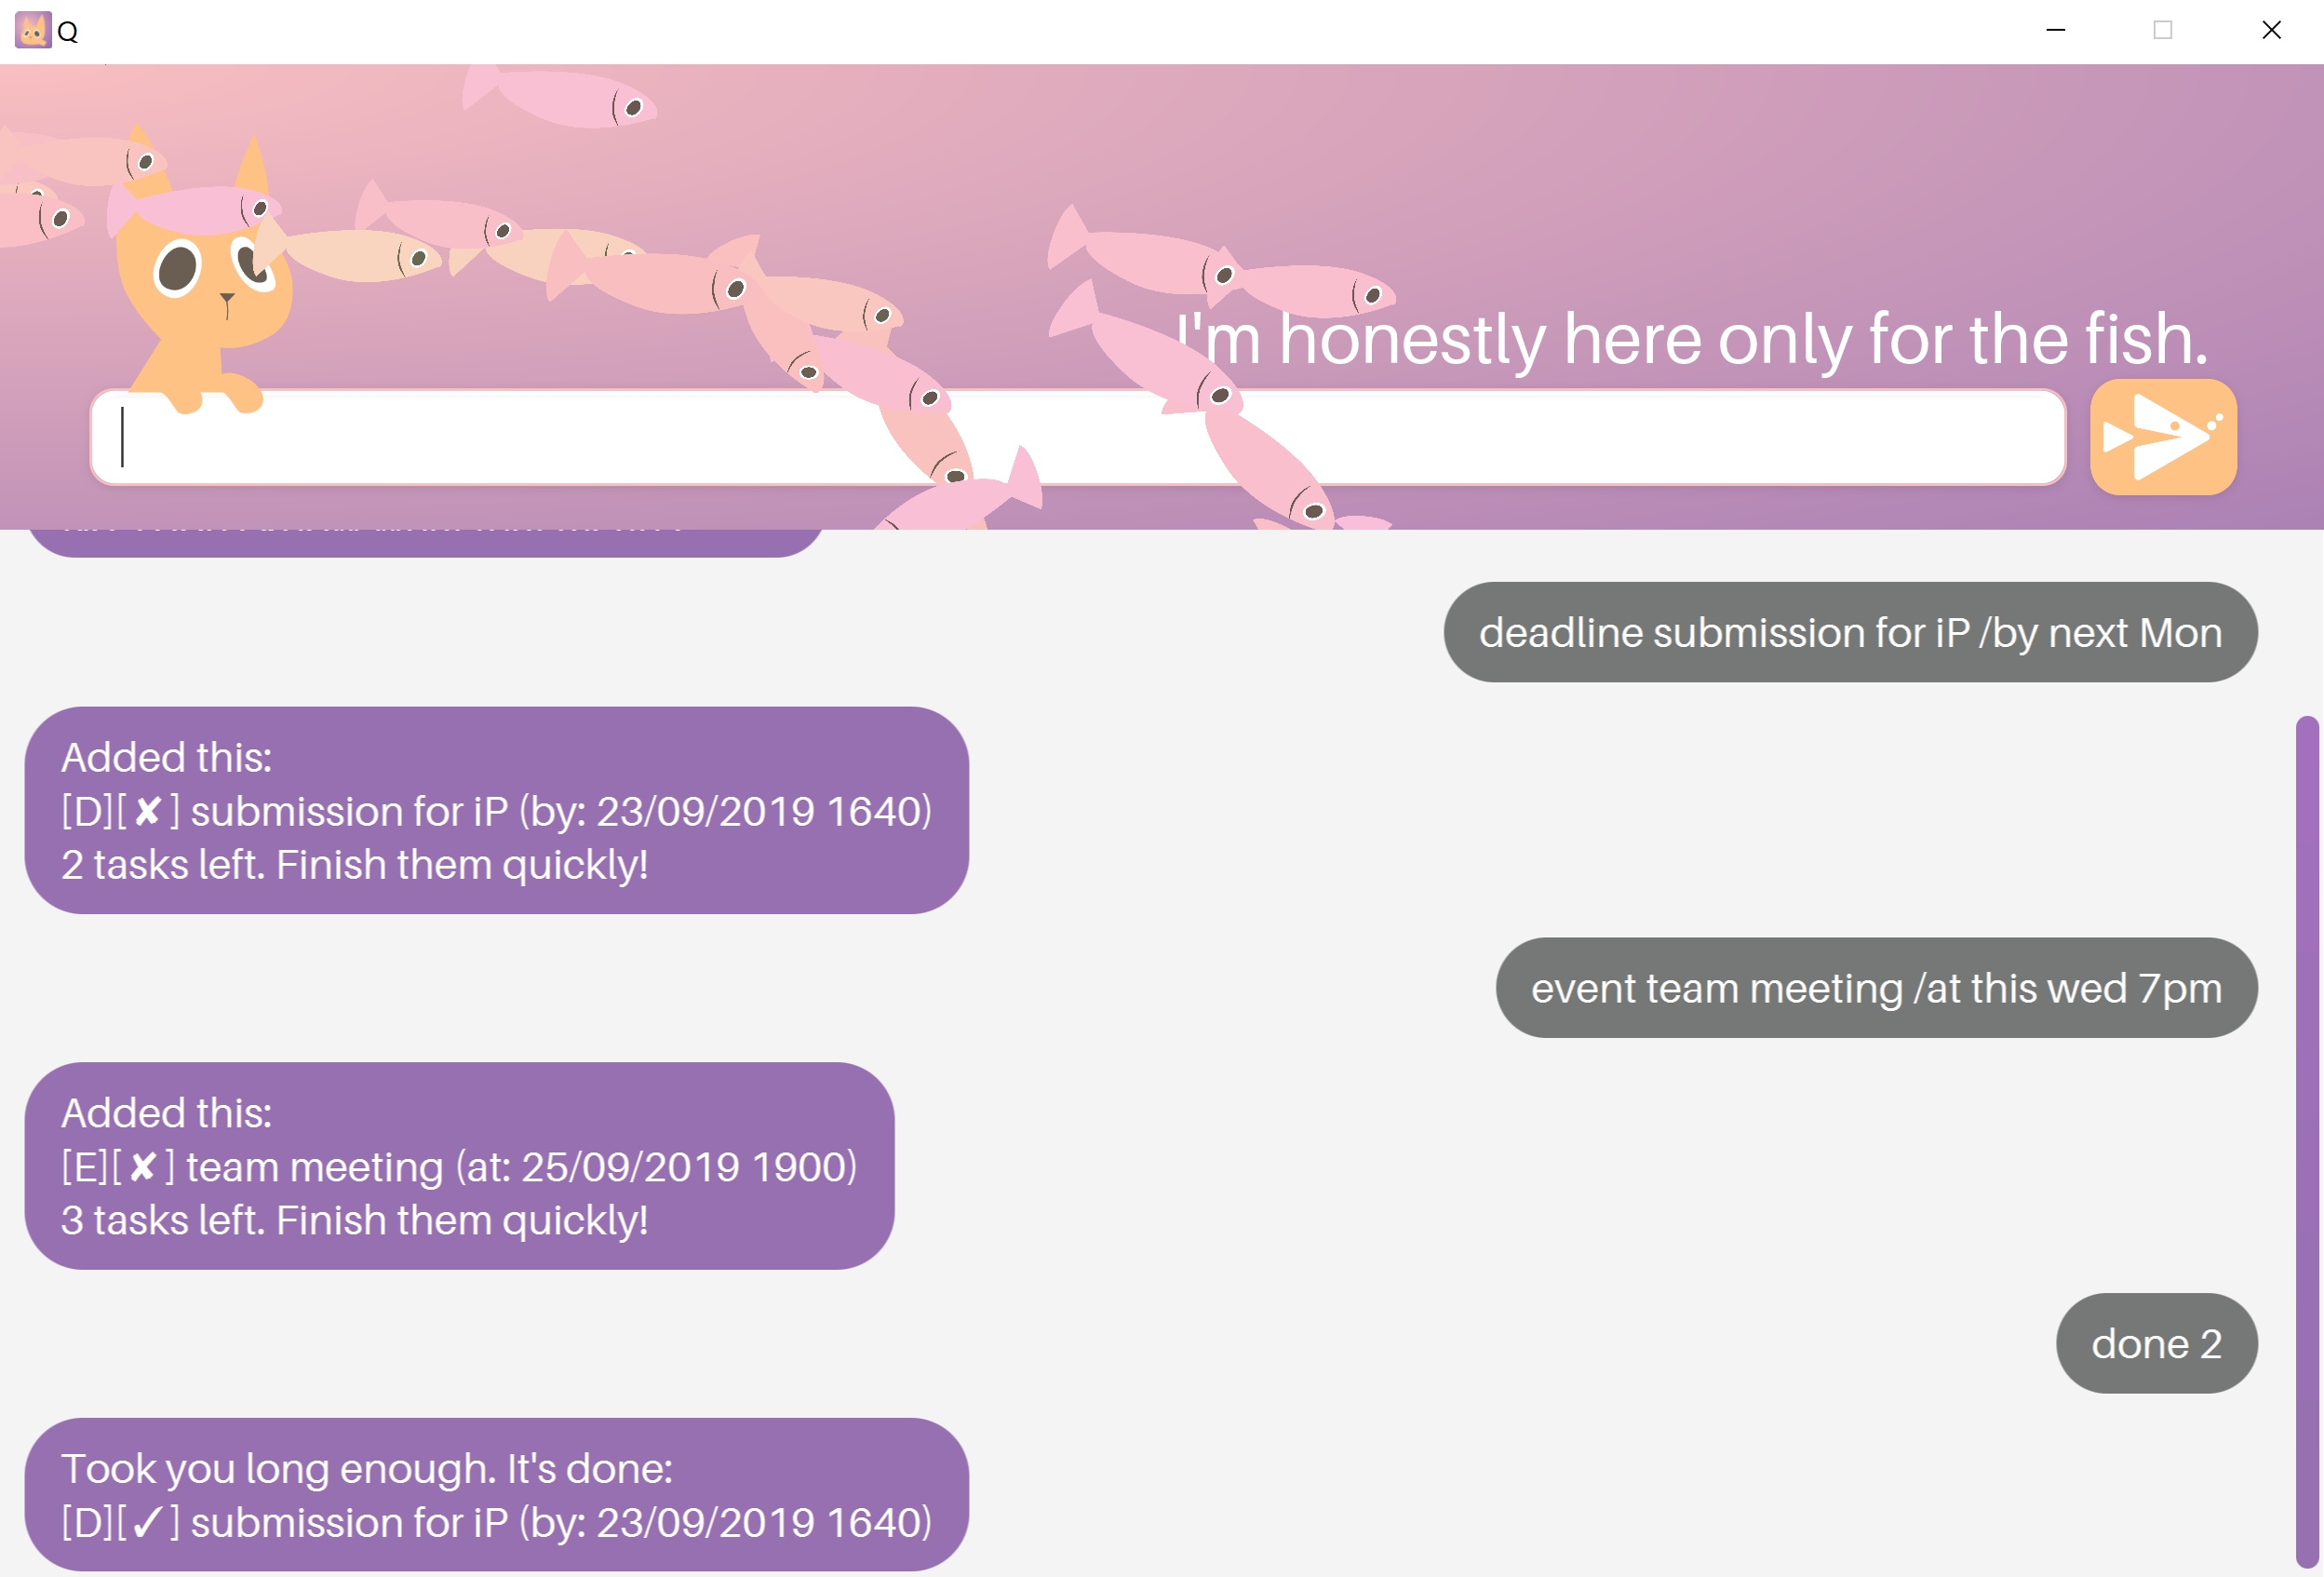 Q
I'm honestly here only for the fish.
deadline submission for iP /by next Mon
Added this:
[D][✘] submission for iP (by: 23/09/2019 1640)
2 tasks left. Finish them quickly!
event team meeting /at this wed 7pm
Added this:
[E][✘] team meeting (at: 25/09/2019 1900)
3 tasks left. Finish them quickly!
done 2
Took you long enough. It's done:
[D][✓] submission for iP (by: 23/09/2019 1640)